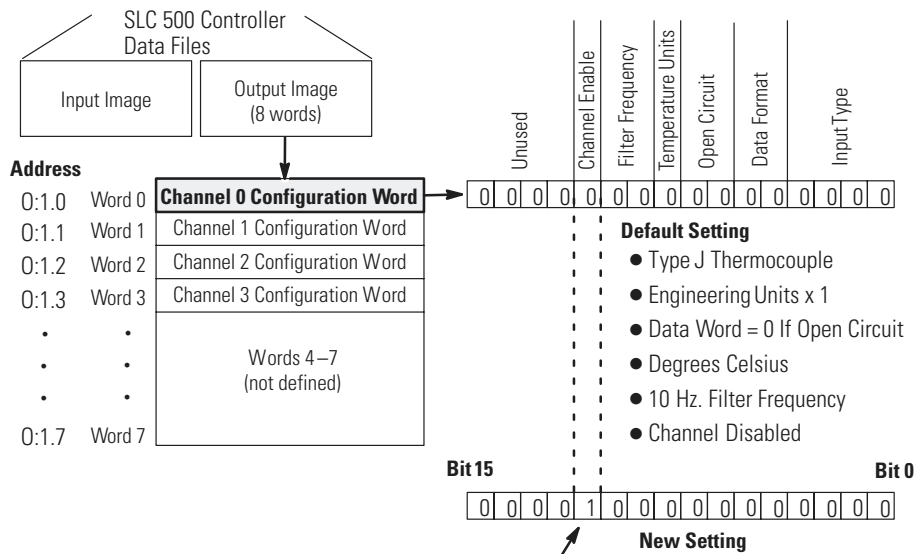 SLC 500 Controller
Data Files
Input Image
Output Image
(8 words)
Unused
Channel Enable
Filter Frequency
Temperature Units
Open Circuit
Data Format
Input Type
Address
O:1.0 Word 0 Channel 0 Configuration Word
0 0 0 0 0 0 0 0 0 0 0 0 0 0 0 0
O:1.1 Word 1 Channel 1 Configuration Word
O:1.2 Word 2 Channel 2 Configuration Word
O:1.3 Word 3 Channel 3 Configuration Word
Words 4–7
(not defined)
O:1.7 Word 7
Default Setting
● Type J Thermocouple
● Engineering Units x 1
● Data Word = 0 If Open Circuit
● Degrees Celsius
● 10 Hz. Filter Frequency
● Channel Disabled
Bit 15 Bit 0
0 0 0 0 1 0 0 0 0 0 0 0 0 0 0 0
New Setting